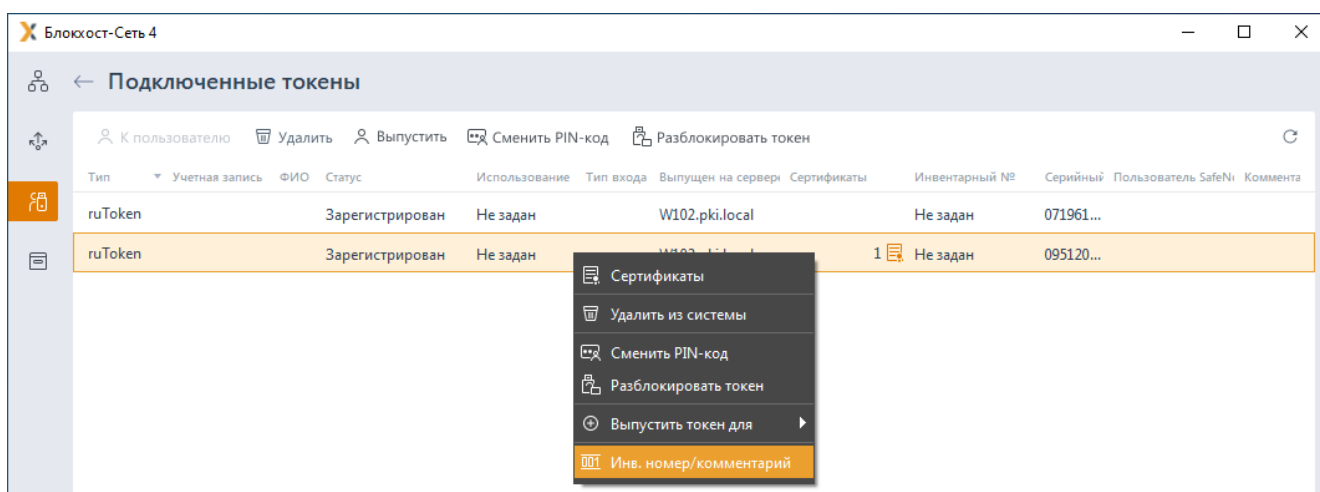 Блокхост-Сеть 4
Подключенные токены
К пользователю Удалить Выпустить Сменить PIN-код Разблокировать токен
Тип Учетная запись ФИО Статус Использование Тип входа Выпущен на сервере Сертификаты Инвентарный № Серийный Пользователь SafeNe Коммента
ruToken Зарегистрирован Не задан W102.pki.local Не задан 071961...
ruToken Зарегистрирован Не задан 1 Не задан 095120...
Сертификаты
Удалить из системы
Сменить PIN-код
Разблокировать токен
Выпустить токен для
001 Инв. номер/комментарий